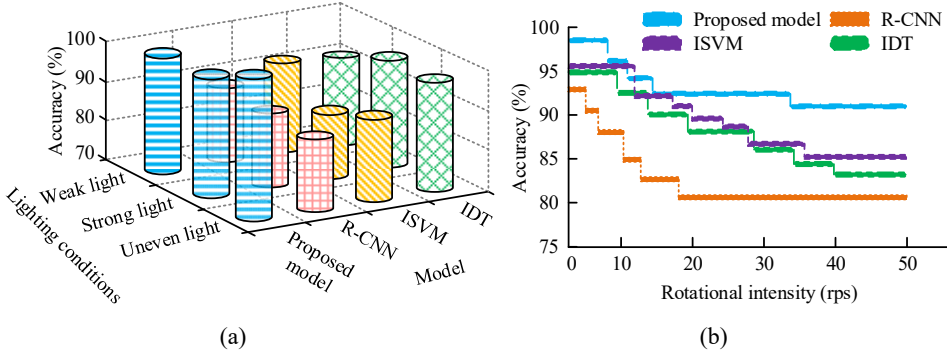 100
90
80
70
Accuracy (%)
Weak light
Strong light
Uneven light
Lighting conditions
Proposed
model
R-CNN
ISVM
IDT
Model
(a)
100
95
90
85
80
75
Accuracy (%)
Proposed model
R-CNN
ISVM
IDT
0 10 20 30 40 50
Rotational intensity (rps)
(b)